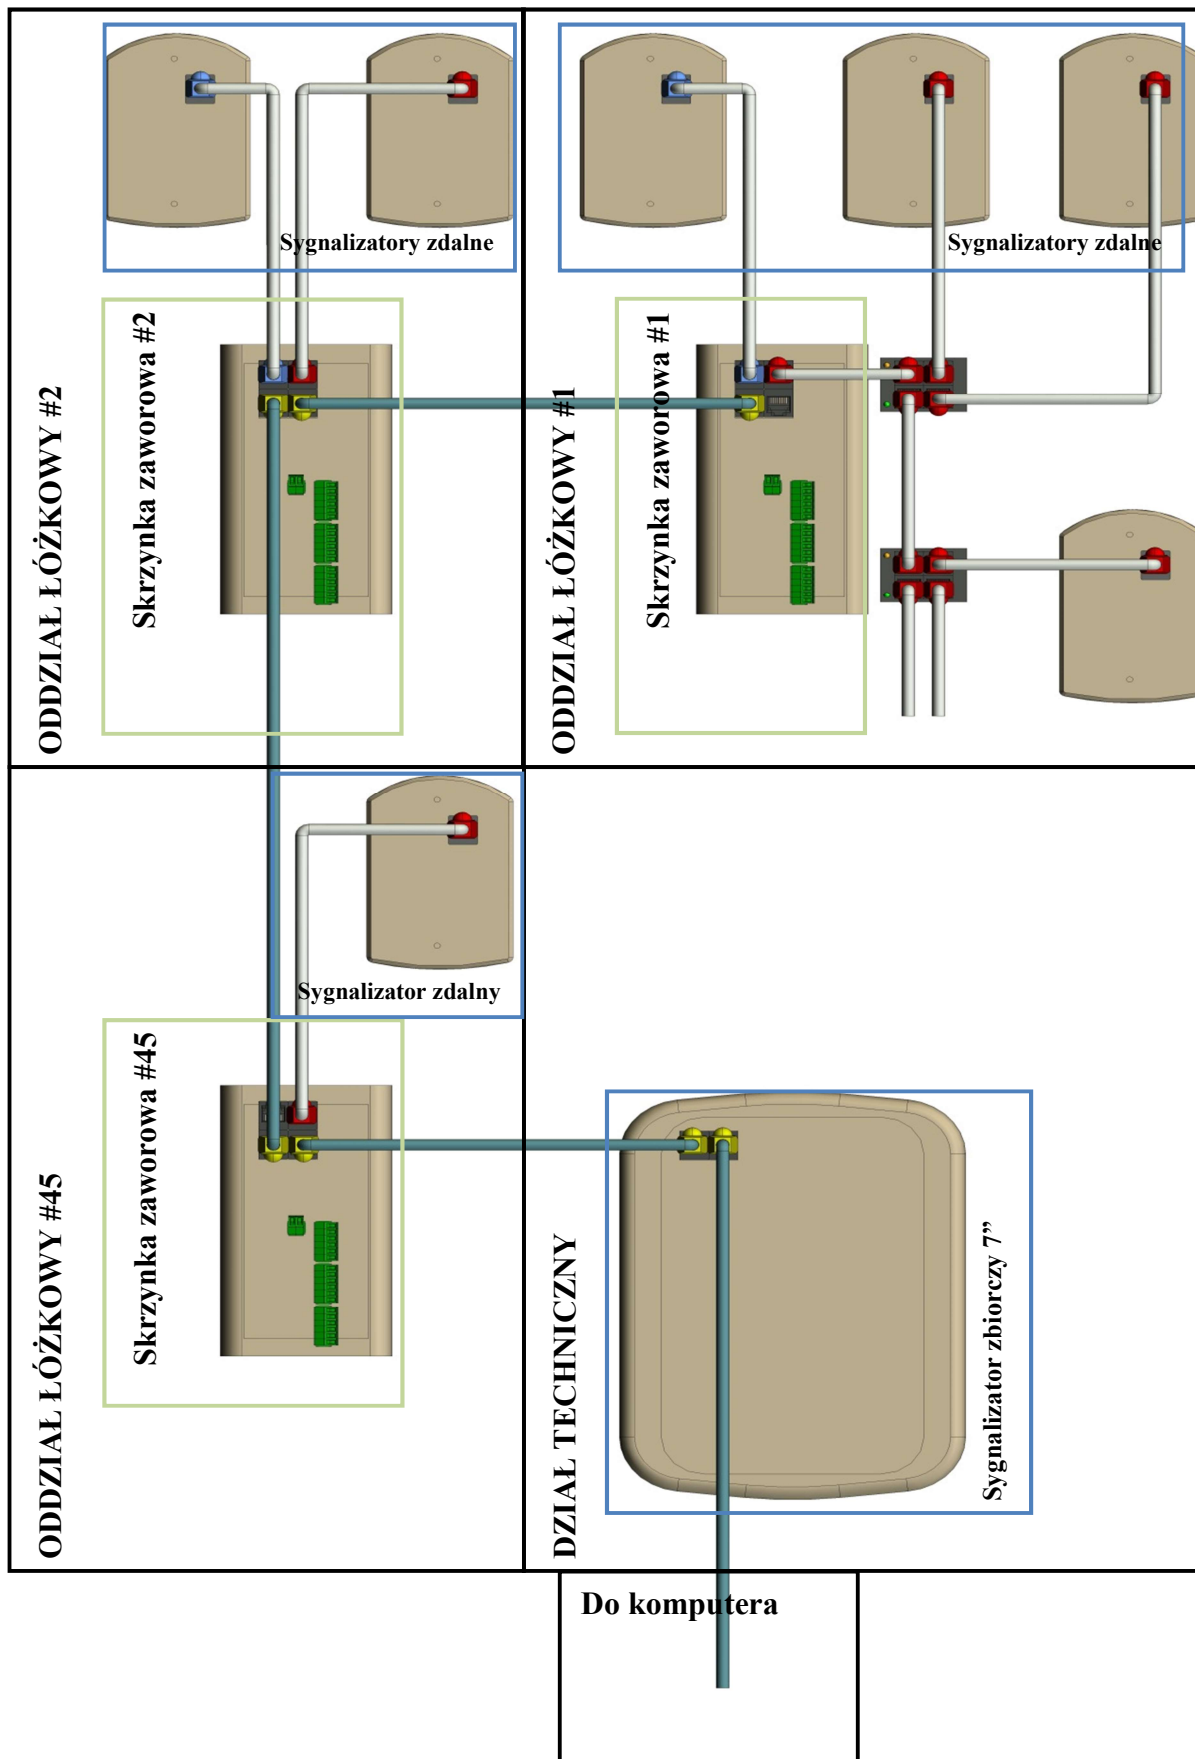 Sygnalizatory zdalne
Skrzynka zaworowa #2
ODDZIAŁ ŁÓŻKOWY #2
Sygnalizatory zdalne
Skrzynka zaworowa #1
ODDZIAŁ ŁÓŻKOWY #1
Sygnalizator zdalny
Skrzynka zaworowa #45
ODDZIAŁ ŁÓŻKOWY #45
DZIAŁ TECHNICZNY
Sygnalizator zbiorczy 7”
Do komputera